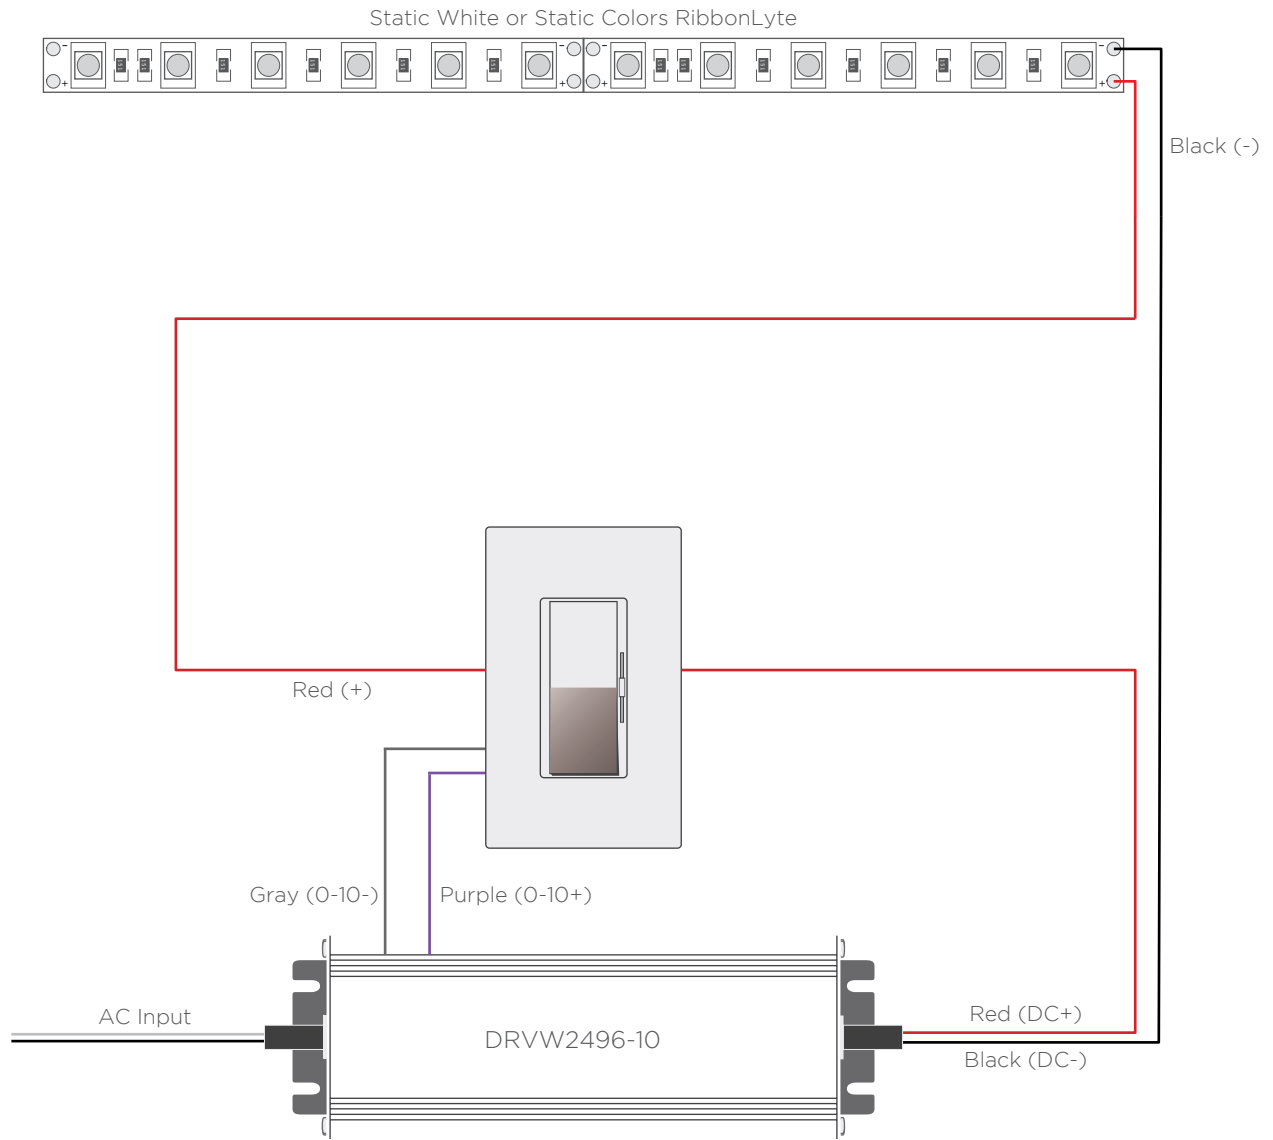 Static White or Static Colors RibbonLyte
Black (-)
Red (+)
Gray (0-10-)
Purple (0-10+)
AC Input
DRVW2496-10
Red (DC+)
Black (DC-)